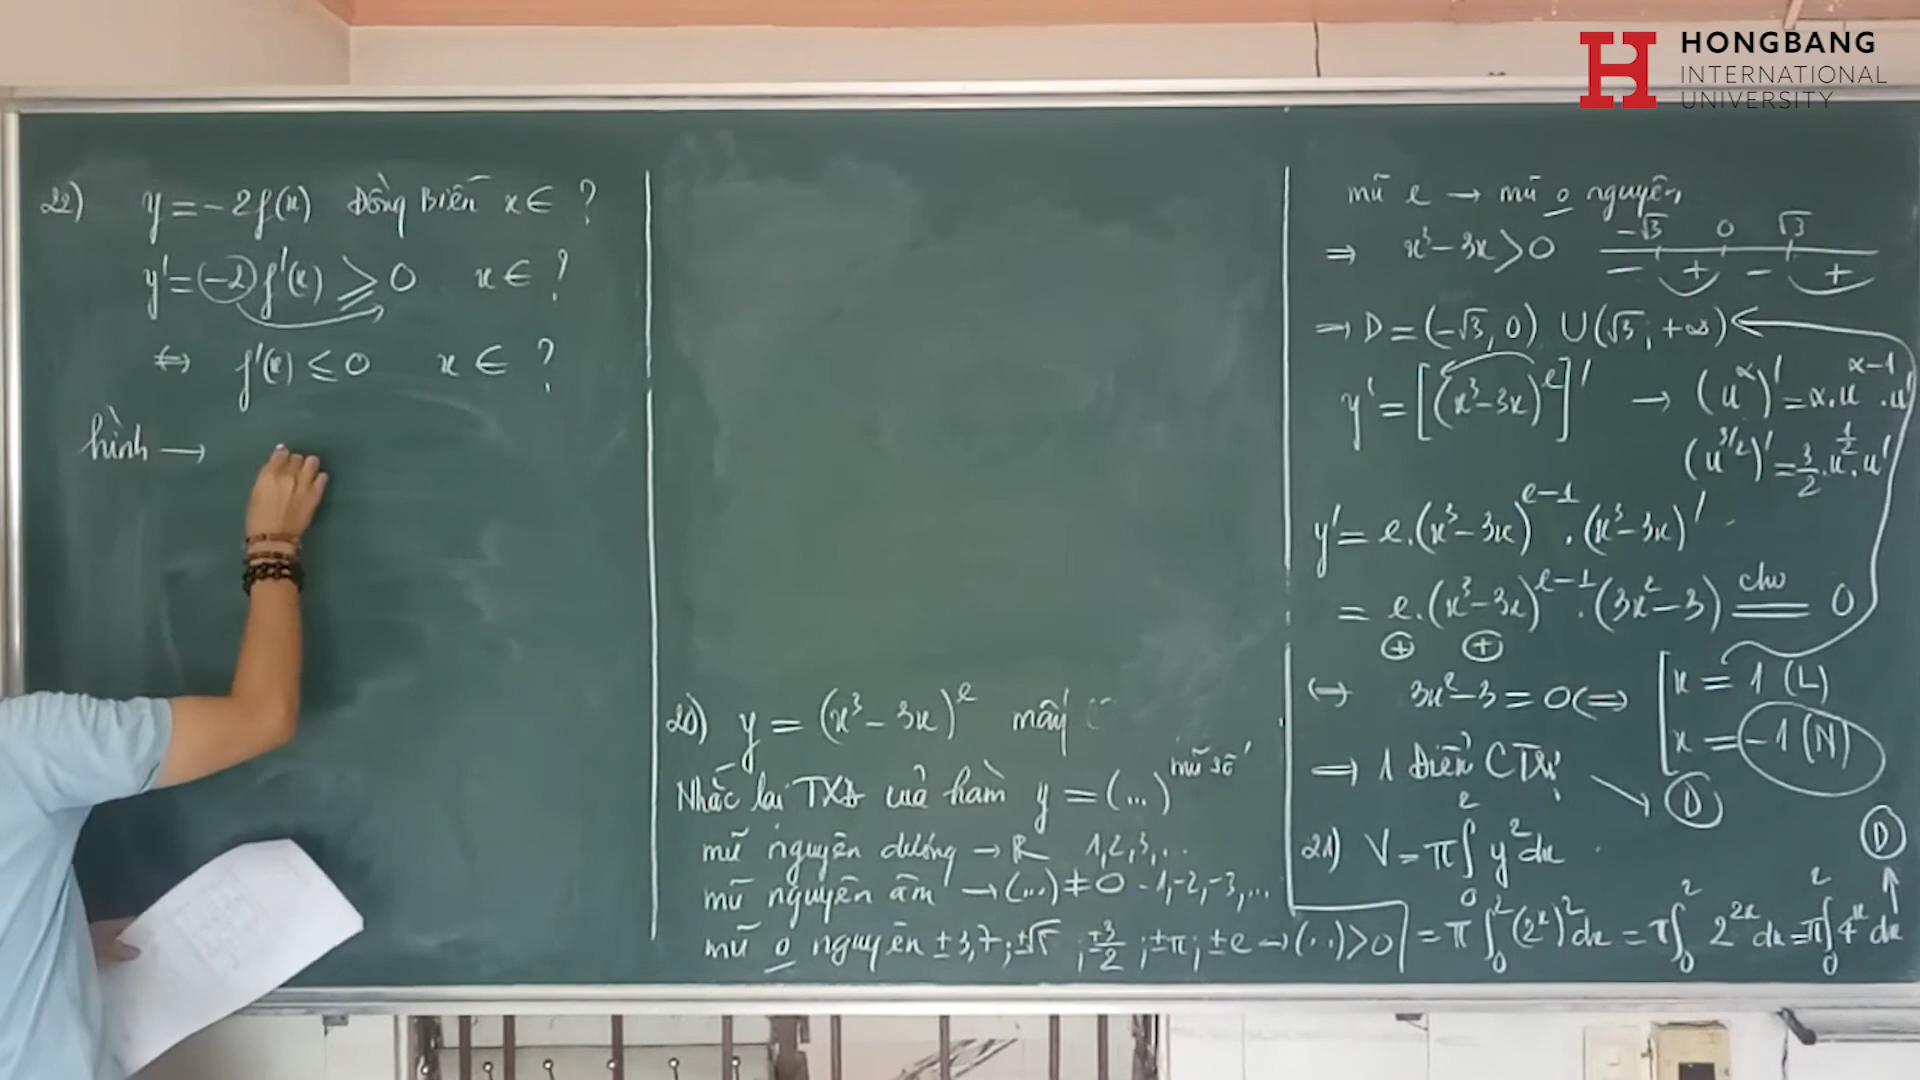 HONGBANG
INTERNATIONAL
UNIVERSITY
22) y = -2f(x) Đồng Biến x ∈ ?
y' = (-2) f'(x) ≥ 0 x ∈ ?
⇔ f'(x) ≤ 0 x ∈ ?
hình →
20) y = (x³ - 3x)^e mấy
Nhắc lại TXĐ của hàm y = (...)^mũ số
mũ nguyên dương → R 1,2,3,...
mũ nguyên âm → (...) ≠ 0 -1,-2,-3,...
mũ o nguyên ±3,7; ; ±3/2; ±π; ±e → (..) > 0
mũ e → mũ o nguyên
⇒ x³ - 3x > 0 -√3 0 √3
- + - +
⇒ D = (-√3, 0) ∪ (√3; +∞)
y' = [(x³ - 3x)^e]' → (u^α)' = α.u^(α-1).u'
(u^(3/2))' = 3/2.u^(1/2).u'
y' = e.(x³ - 3x)^(e-1).(x³ - 3x)'
= e.(x³ - 3x)^(e-1).(3x² - 3) cho = 0
+ +
⇔ 3x² - 3 = 0 ⇔ [x = 1 (L)
x = -1 (N)
⇒ 1 Điểm CTrị D
21) V = π∫₀² y² dx D
= π∫₀² (2^x)² dx = π∫₀² 2^(2x) dx = π∫₀² 4^x dx